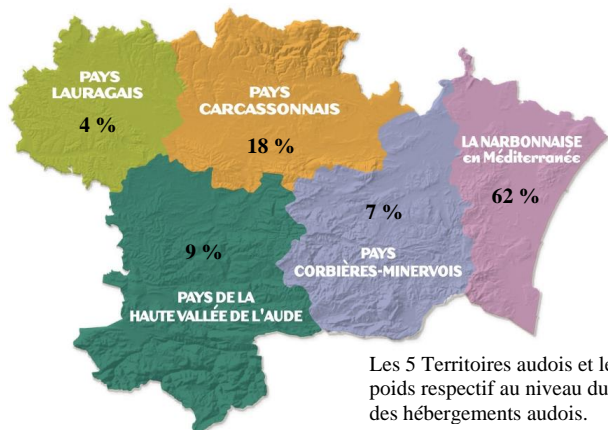 PAYS
LAURAGAIS
4 %
PAYS
CARCASSONNAIS
18 %
LA NARBONNAISE
en Méditerranée
62 %
7 %
PAYS
CORBIÈRES-MINERVOIS
9 %
PAYS DE LA
HAUTE VALLÉE DE L'AUDE
Les 5 Territoires audois et le
poids respectif au niveau du
des hébergements audois.